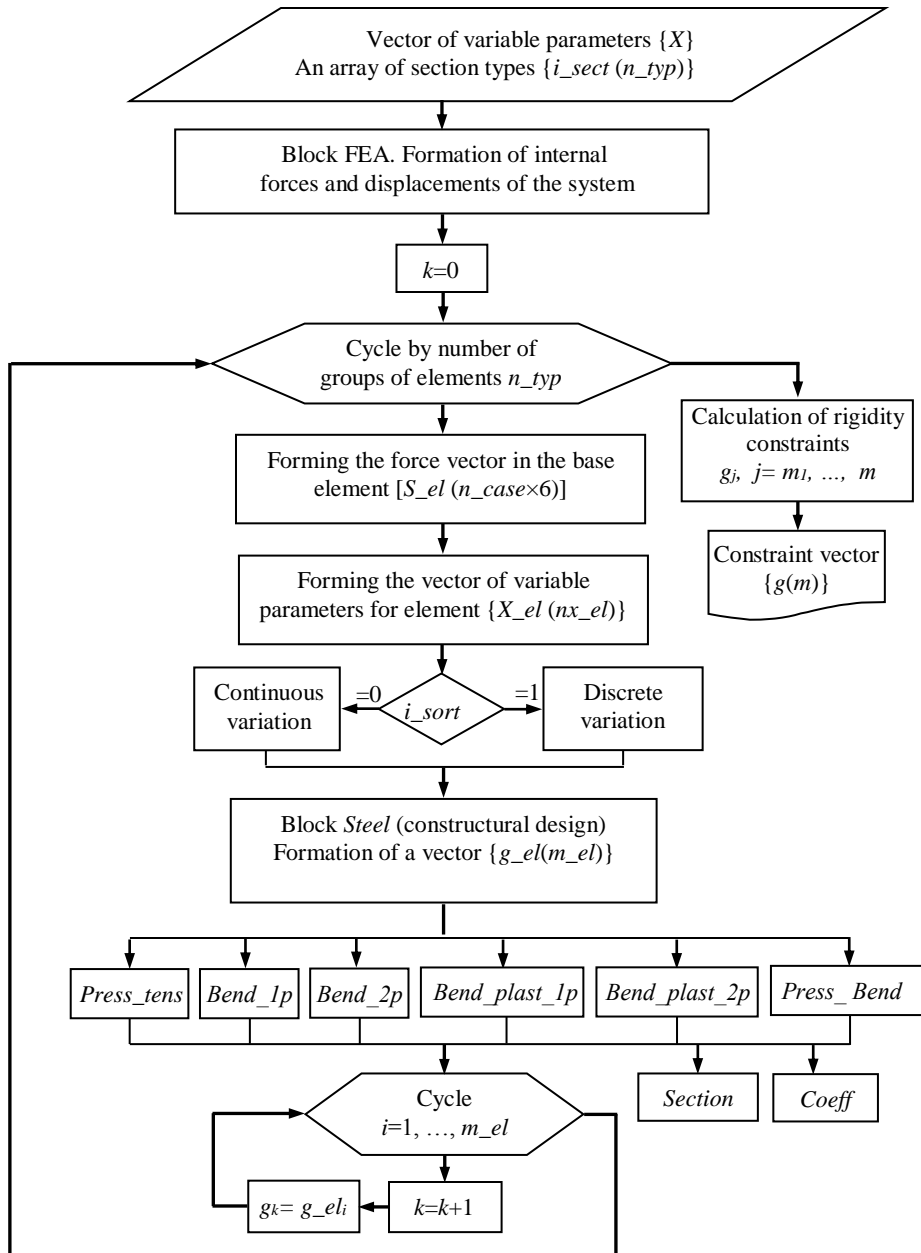 Vector of variable parameters {X}
An array of section types {i_sect (n_typ)}
Block FEA. Formation of internal
forces and displacements of the system
k=0
Cycle by number of
groups of elements n_typ
Calculation of rigidity
constraints
gj, j= m1, ..., m
Constraint vector
{g(m)}
Forming the force vector in the base
element [S_el (n_case×6)]
Forming the vector of variable
parameters for element {X_el (nx_el)}
Continuous
variation
=0
i_sort
=1
Discrete
variation
Block Steel (constructural design)
Formation of a vector {g_el(m_el)}
Press_tens
Bend_1p
Bend_2p
Bend_plast_1p
Bend_plast_2p
Press_ Bend
Section
Coeff
Cycle
i=1, …, m_el
k=k+1
gk= g_eli